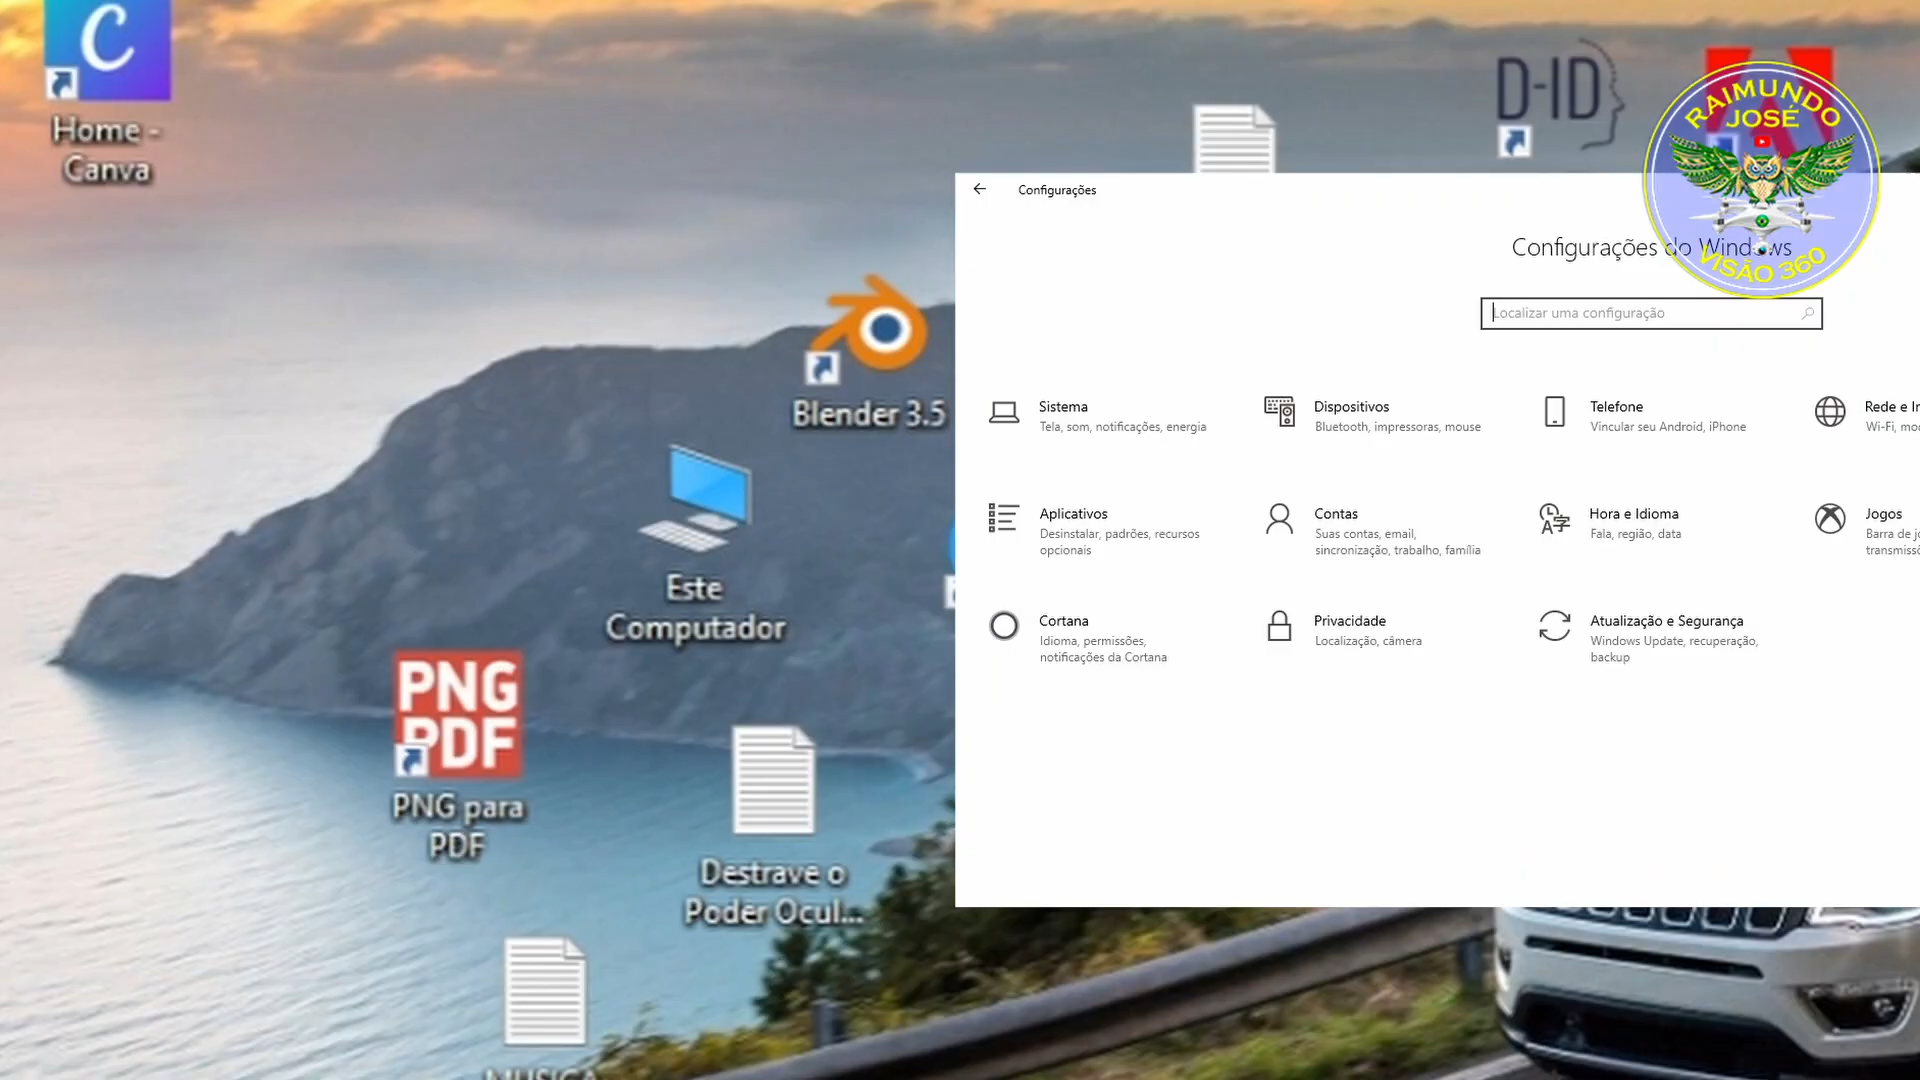 C
Home -
Canva
D-ID
RAIMUNDO
JOSÉ
VISÃO 360
Blender 3.5
Este
Computador
PNG
PDF
PNG para
PDF
Destrave o
Poder Ocul...
Configurações
Configurações do Windows
Localizar uma configuração
Sistema
Tela, som, notificações, energia
Dispositivos
Bluetooth, impressoras, mouse
Telefone
Vincular seu Android, iPhone
Rede e
Wi-Fi,
Aplicativos
Desinstalar, padrões, recursos
opcionais
Contas
Suas contas, email,
sincronização, trabalho, família
Hora e Idioma
Fala, região, data
Jogos
Barra de
Cortana
Idioma, permissões,
notificações da Cortana
Privacidade
Localização, câmera
Atualização e Segurança
Windows Update, recuperação,
backup